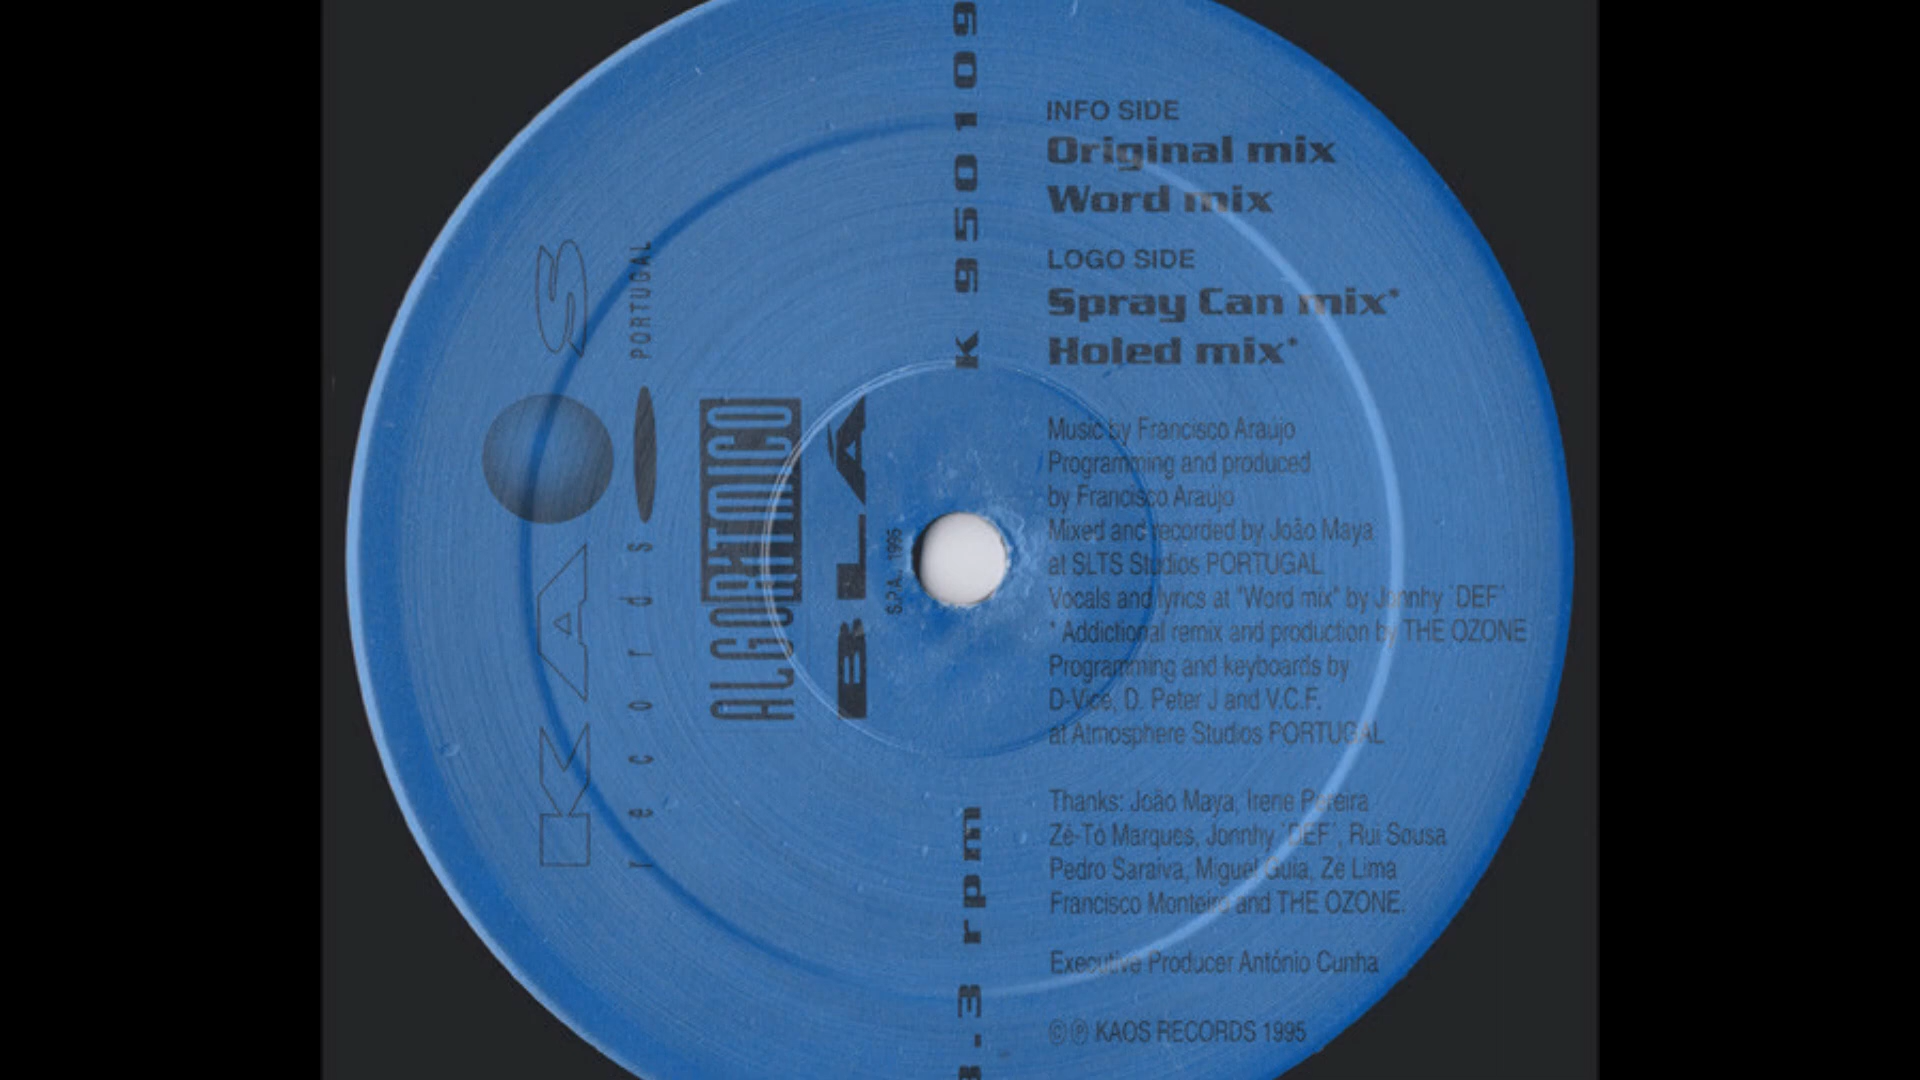 KAOS
records PORTUGAL
ALGORITMICO
BLÁ
S.P.A. 1995
K 950109
3 rpm
INFO SIDE
Original mix
Word mix
LOGO SIDE
Spray Can mix*
Holed mix*
Music by Francisco Araújo
Programming and produced
by Francisco Araújo
Mixed and recorded by João Maya
at SLTS Studios PORTUGAL
Vocals and lyrics at "Word mix" by Jonnhy ´DEF´
* Addictional remix and production by THE OZONE
Programming and keyboards by
D-Vice, D. Peter J and V.C.F.
at Atmosphere Studios PORTUGAL
Thanks: João Maya, Irene Pereira
Zé-Tó Marques, Jonnhy ´DEF´, Rui Sousa
Pedro Saraiva, Miguel Guia, Zé Lima
Francisco Monteiro and THE OZONE.
Executive Producer António Cunha
© ℗ KAOS RECORDS 1995